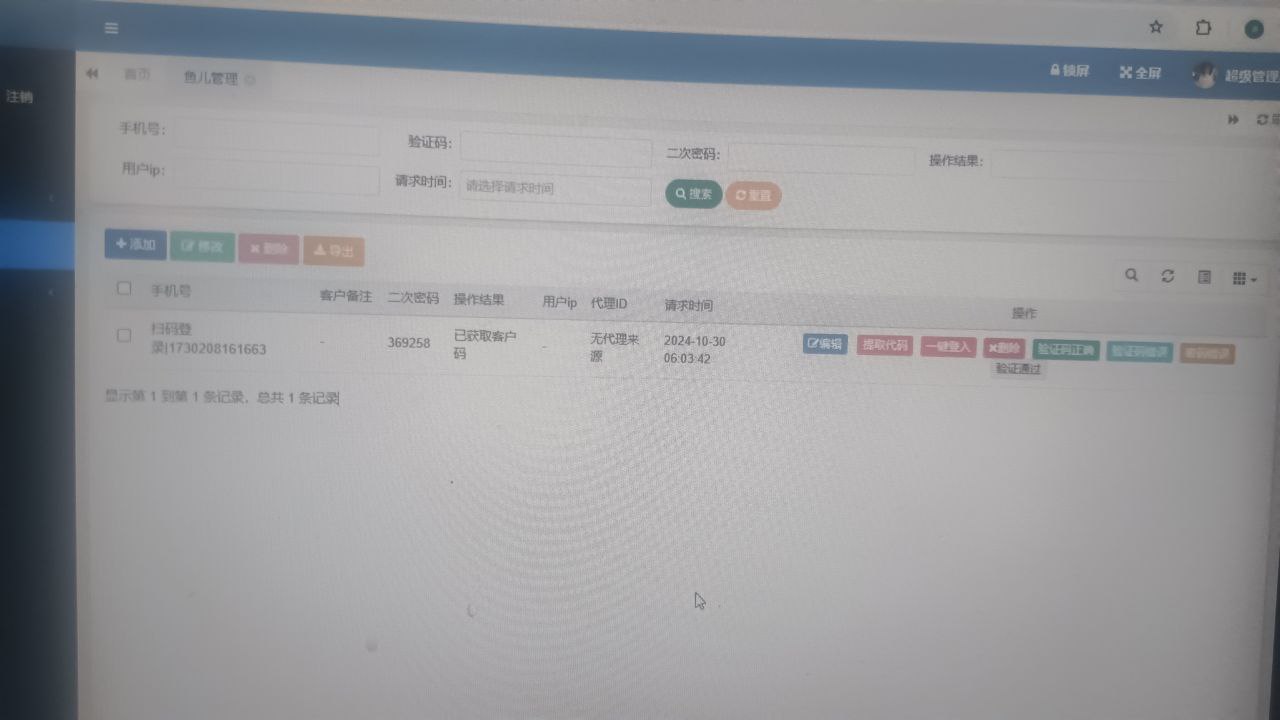 锁屏 全屏 超级管理
注销
首页 鱼儿管理
手机号： 验证码： 二次密码： 操作结果：
用户ip： 请求时间： 请选择请求时间 搜索 重置
添加 修改 删除 导出
手机号 客户备注 二次密码 操作结果 用户ip 代理ID 请求时间 操作
扫码登 - 369258 已获取客户 - 无代理来 2024-10-30 编辑 提取代码 一键登入 删除 验证码正确 验证码错误 密码错误
录|1730208161663 码 源 06:03:42
验证通过
显示第 1 到第 1 条记录，总共 1 条记录